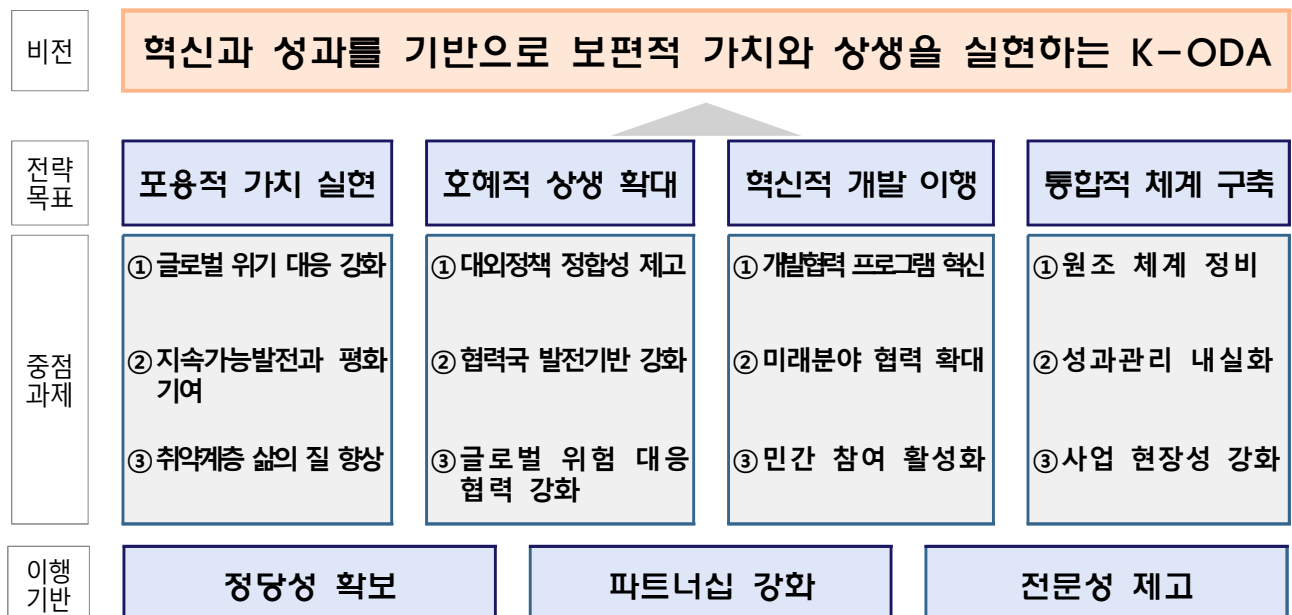 비전
혁신과 성과를 기반으로 보편적 가치와 상생을 실현하는 K-ODA
전략
목표
포용적 가치 실현
호혜적 상생 확대
혁신적 개발 이행
통합적 체계 구축
중점
과제
① 글로벌 위기 대응 강화
② 지속가능발전과 평화
기여
③ 취약계층 삶의 질 향상
① 대외정책 정합성 제고
② 협력국 발전기반 강화
③ 글로벌 위험 대응
협력 강화
① 개발협력 프로그램 혁신
② 미래분야 협력 확대
③ 민간 참여 활성화
① 원조 체계 정비
② 성과관리 내실화
③ 사업 현장성 강화
이행
기반
정당성 확보
파트너십 강화
전문성 제고